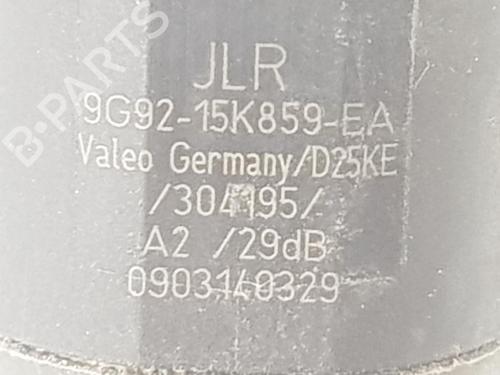 B-PARTS
JLR
9G92-15K859-EA
Valeo Germany/D25KE
/304195/
A2 /29dB
0903140329